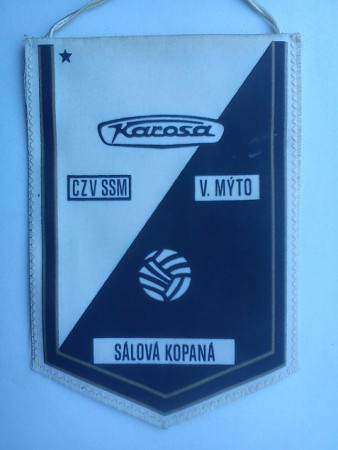 Karosa
CZV SSM
V. MÝTO
SÁLOVÁ KOPANÁ